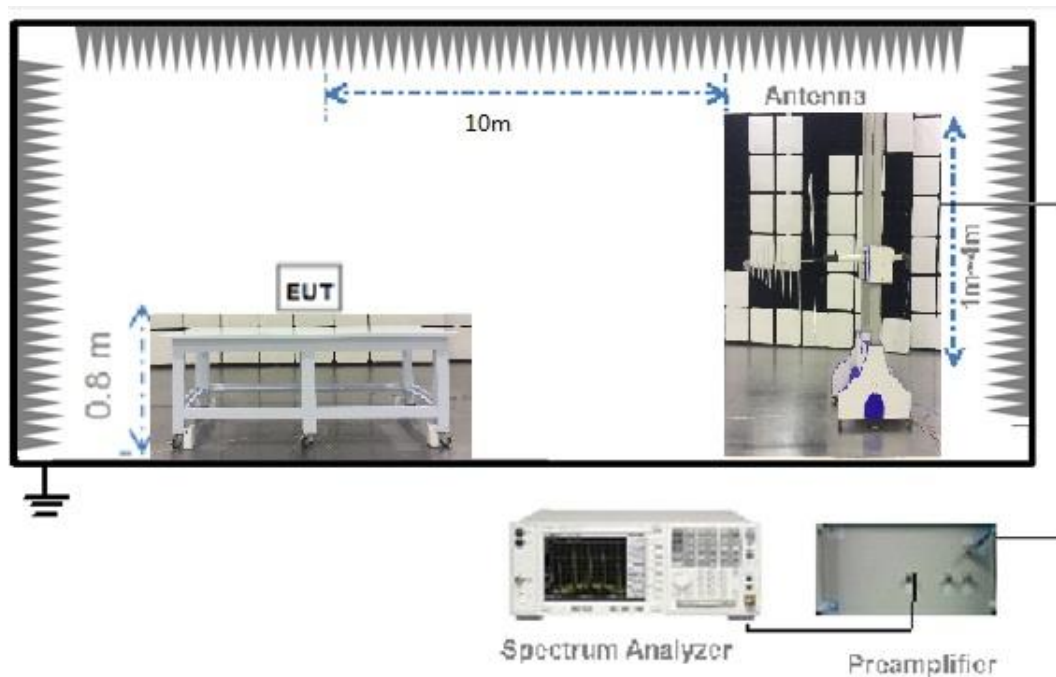 Antenna
10m
1m~4m
EUT
0.8 m
Spectrum Analyzer
Preamplifier